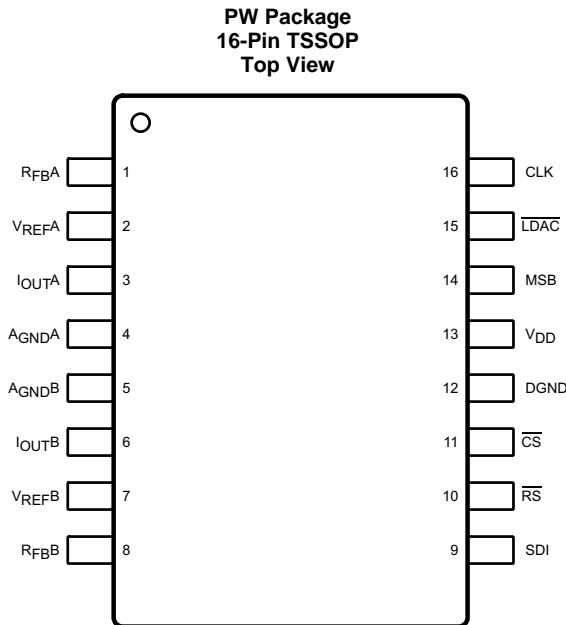 PW Package
16-Pin TSSOP
Top View
RFBA 1
VREFA 2
IOUTA 3
AGNDA 4
AGNDB 5
IOUTB 6
VREFB 7
RFBB 8
16 CLK
15 LDAC
14 MSB
13 VDD
12 DGND
11 CS
10 RS
9 SDI